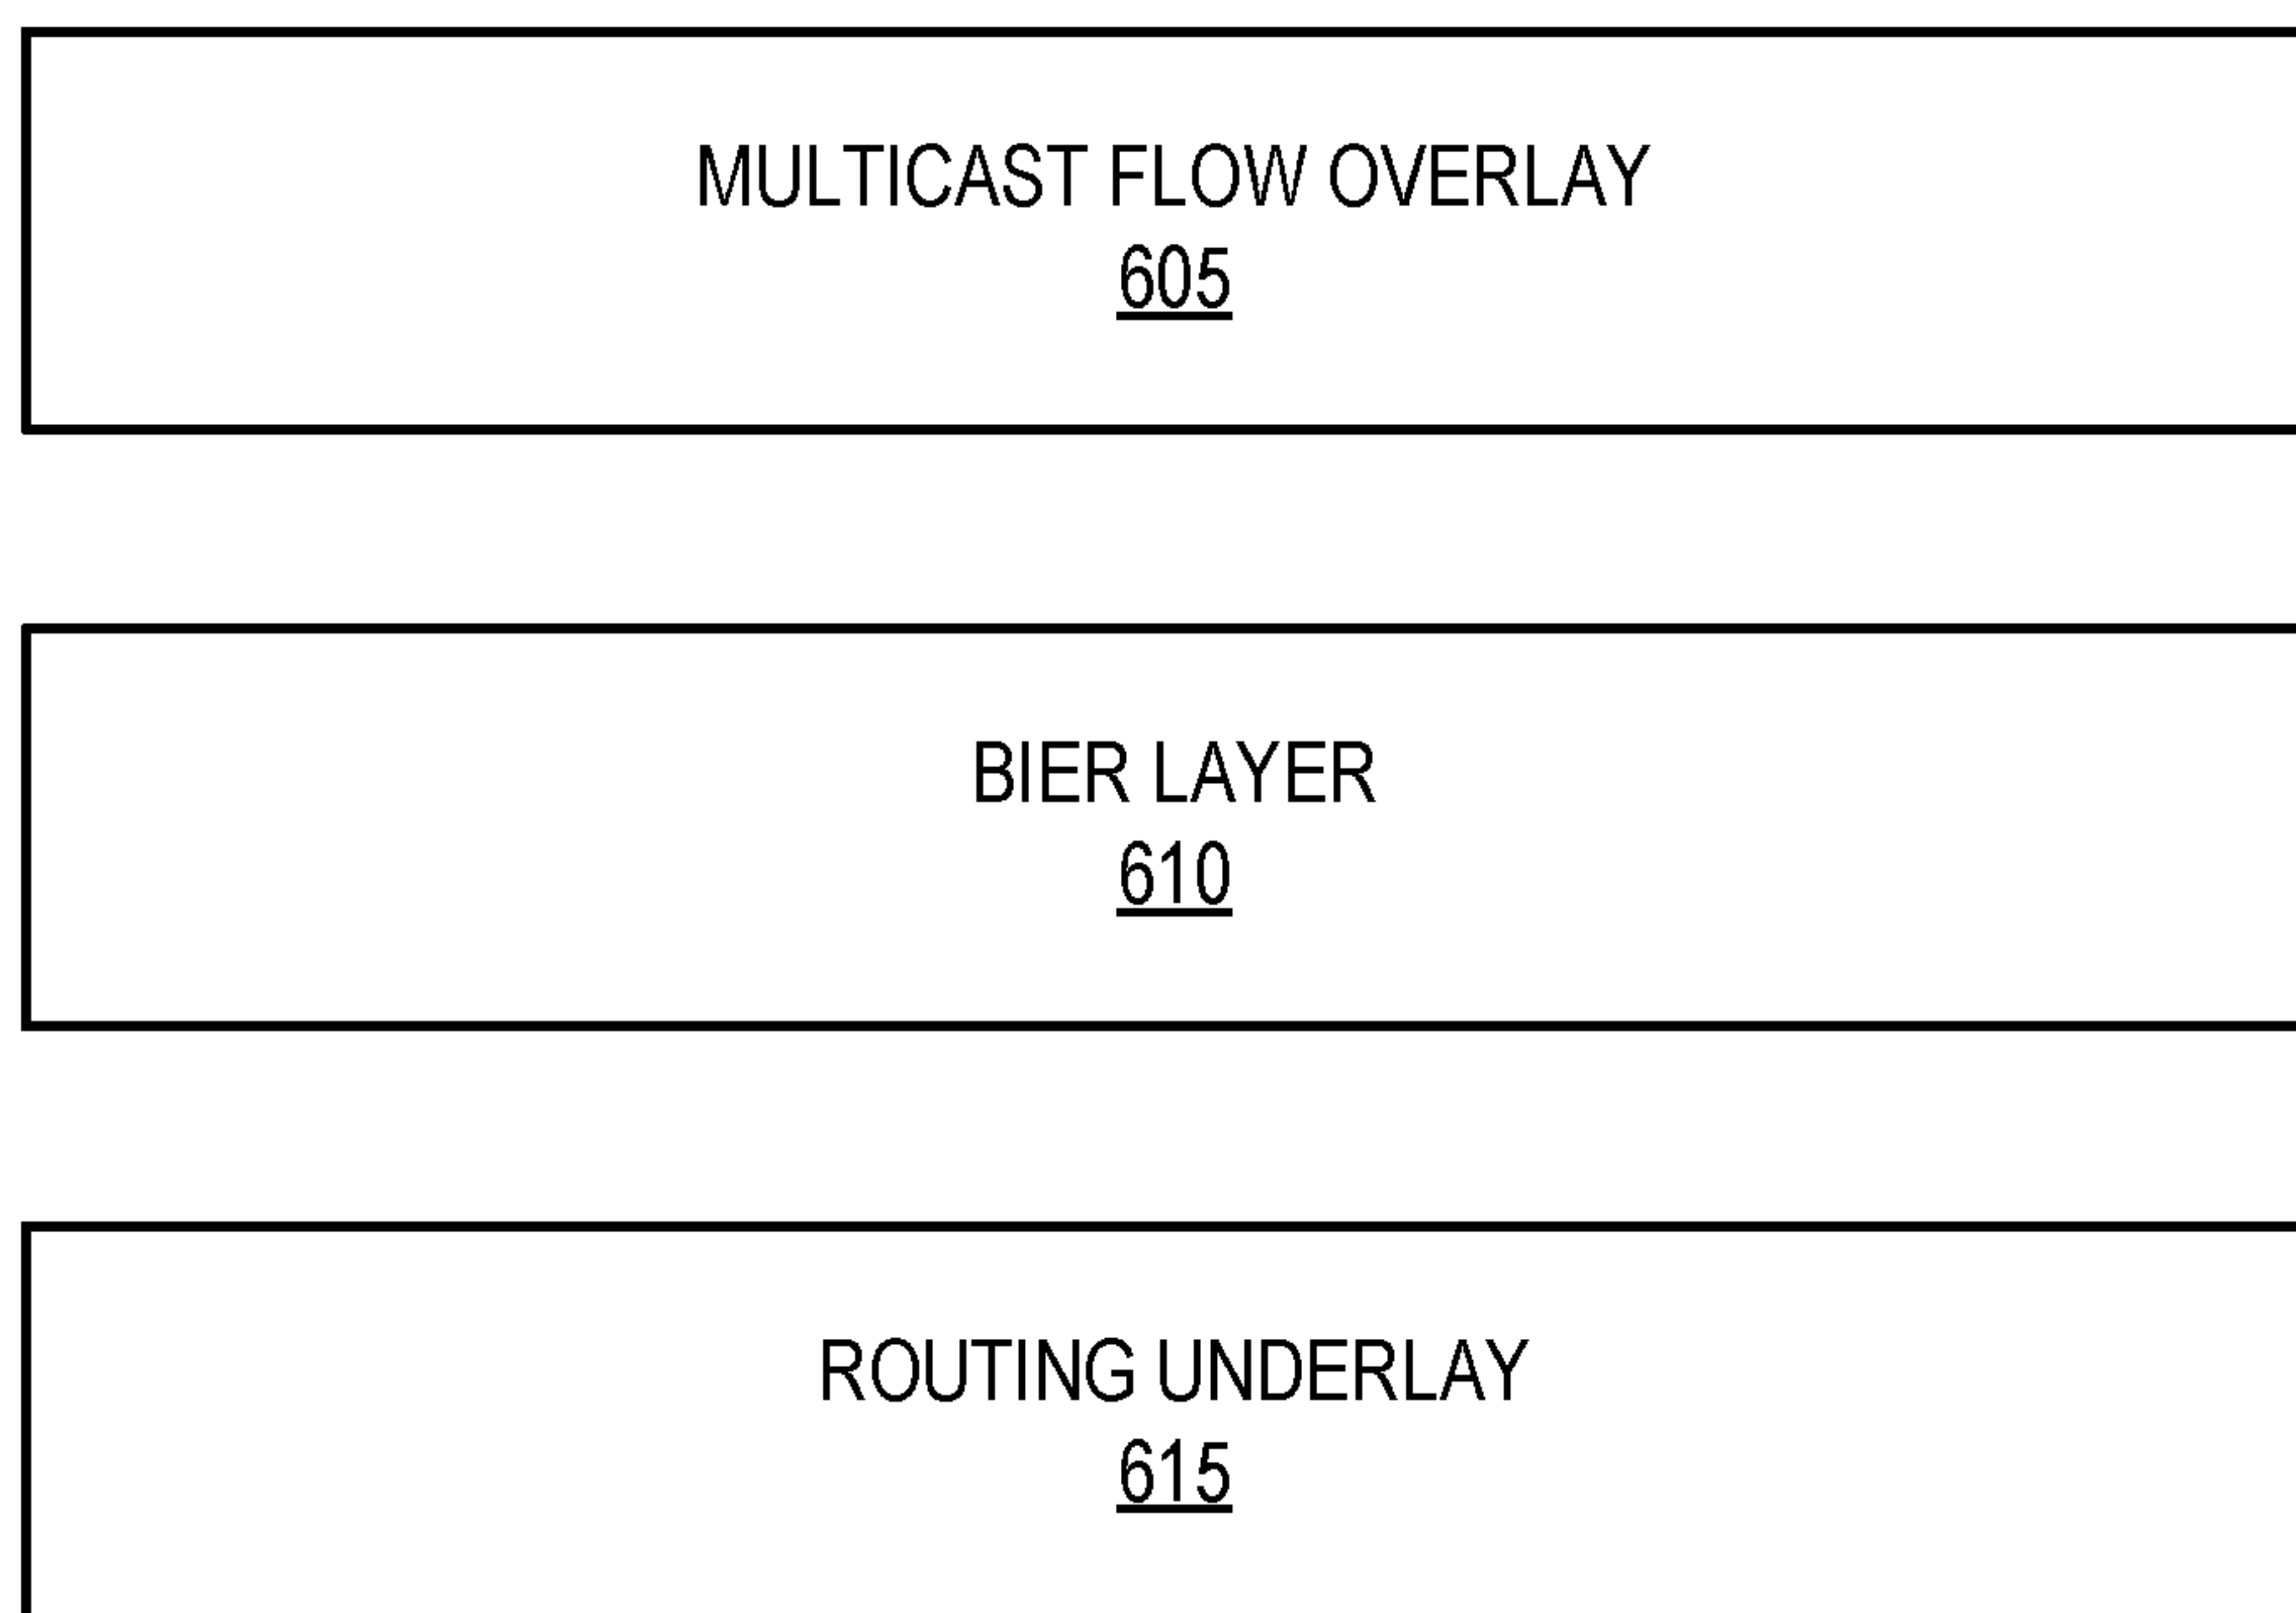 MULTICAST FLOW OVERLAY
605
BIER LAYER
610
ROUTING UNDERLAY
615